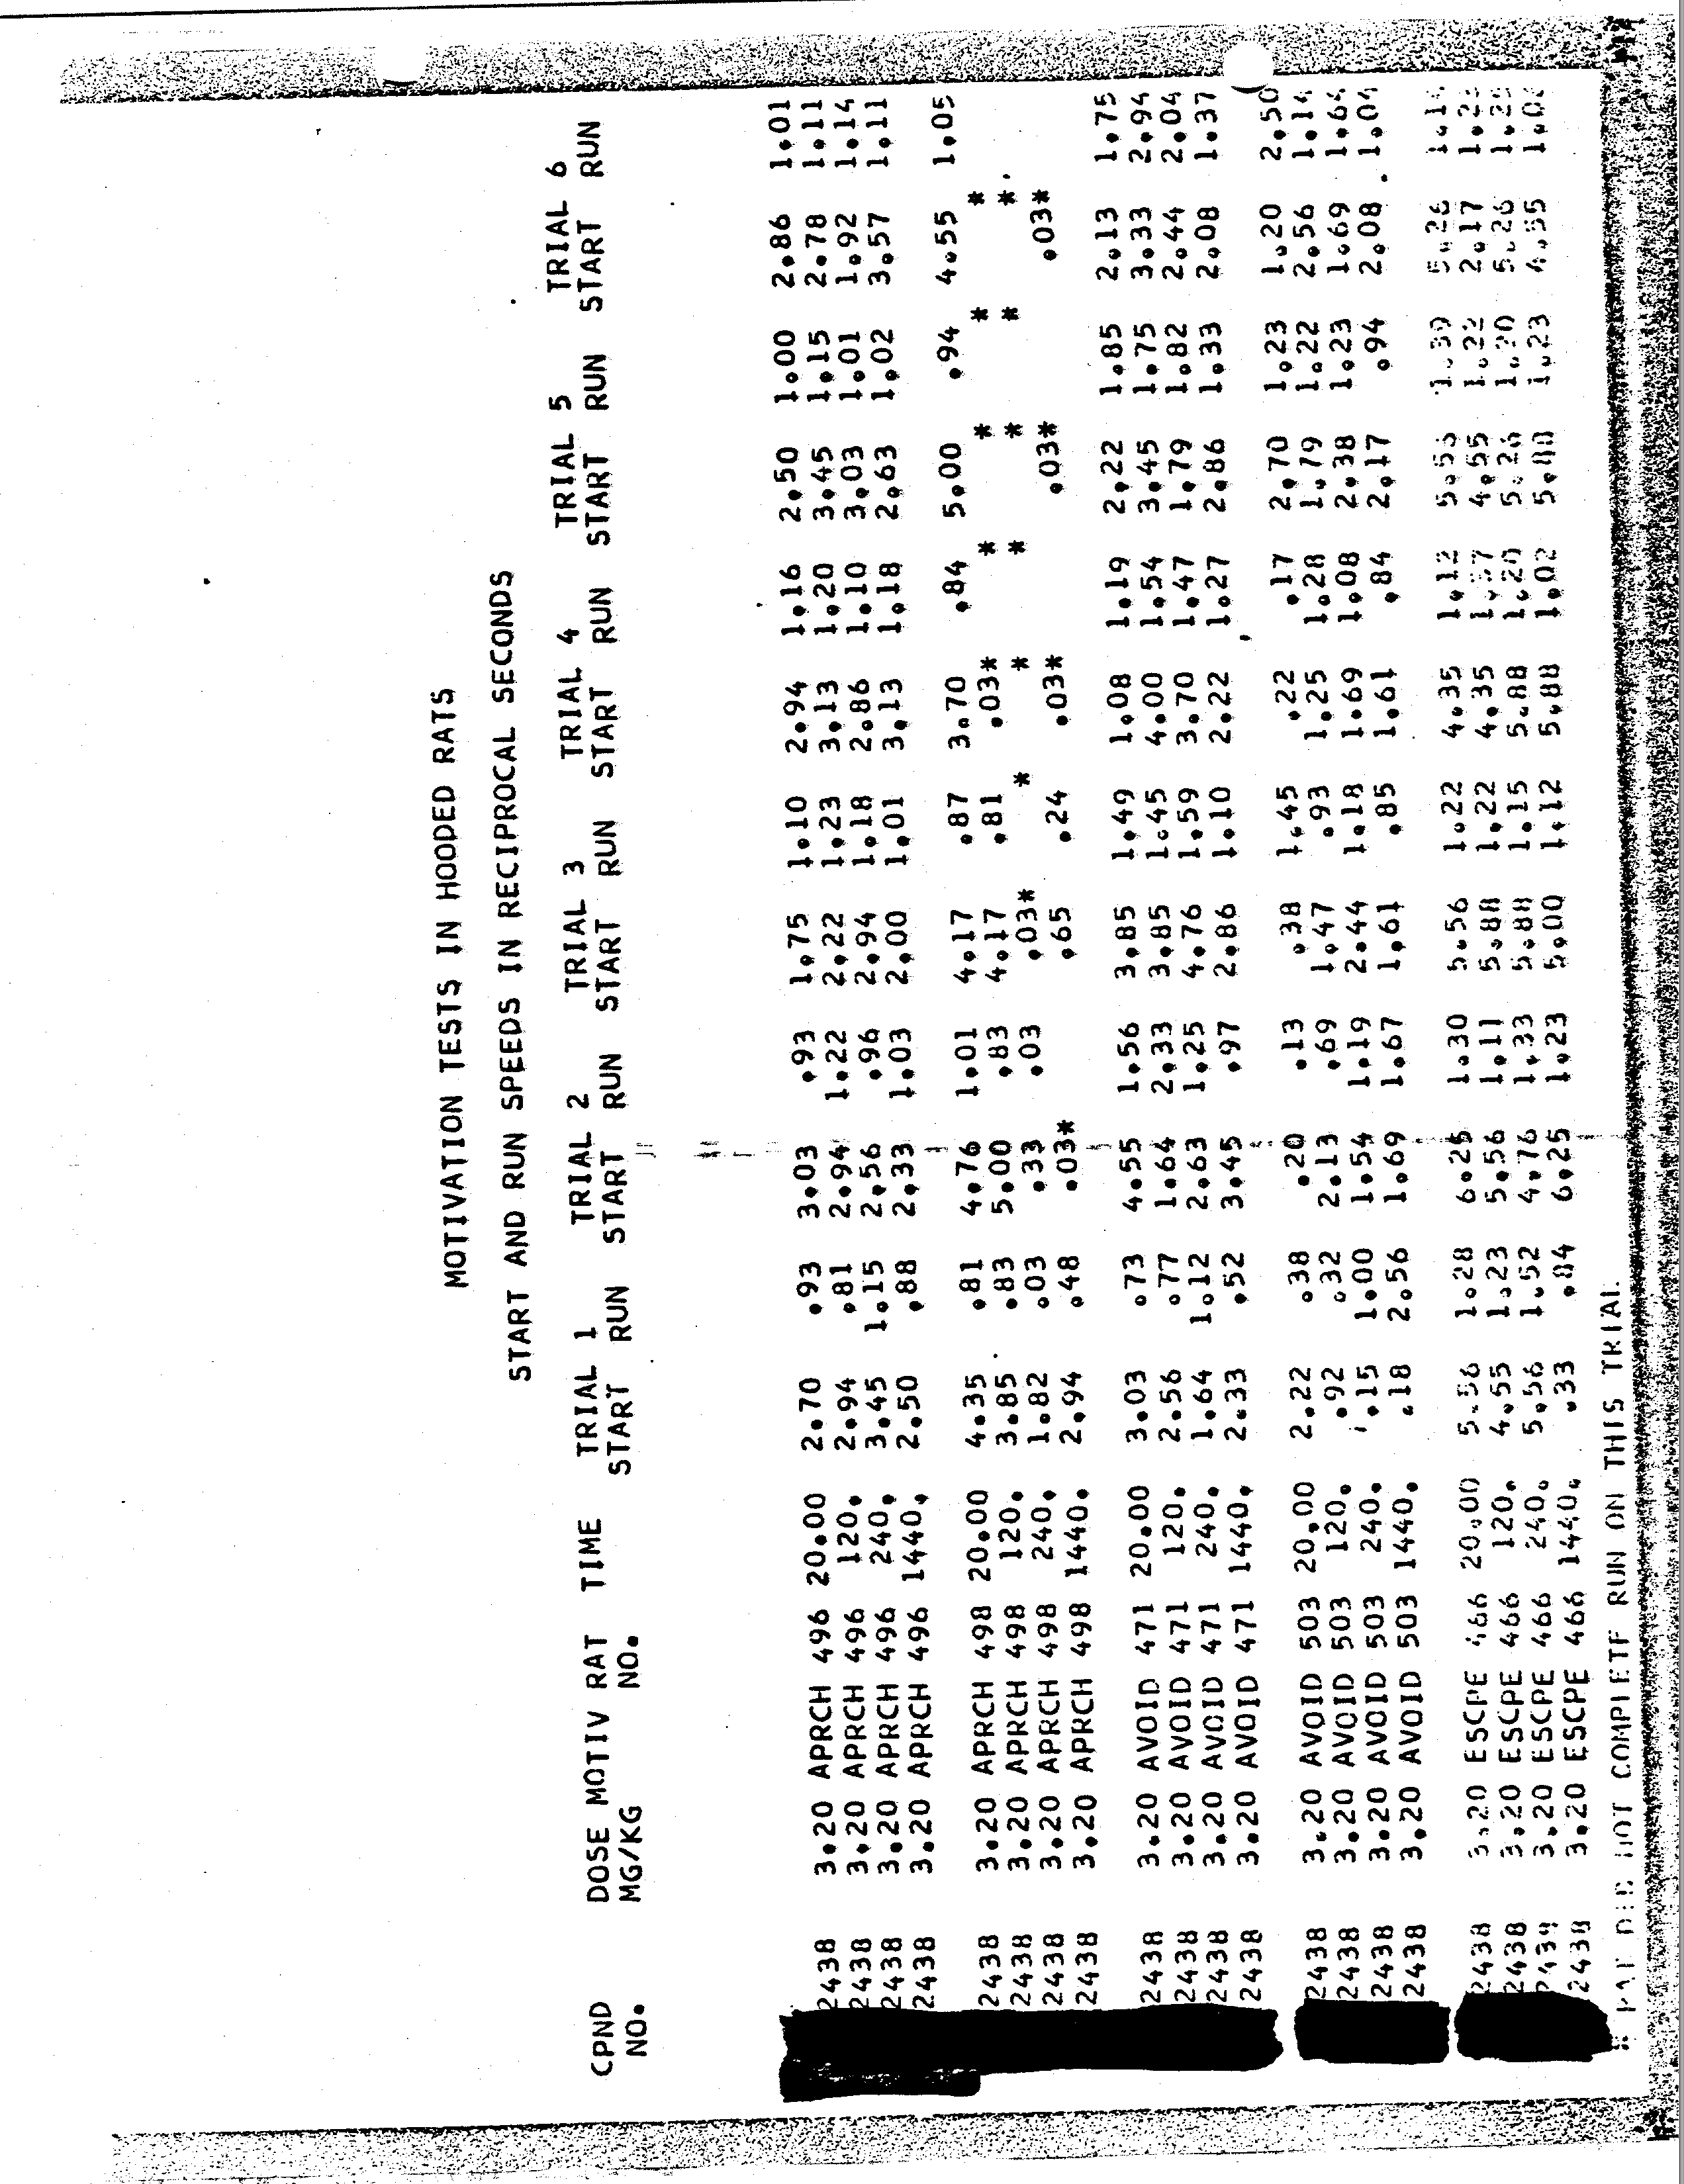 MOTIVATION TESTS IN HOODED RATS
START AND RUN SPEEDS IN RECIPROCAL SECONDS
CPND DOSE MOTIV RAT TIME TRIAL 1 TRIAL 2 TRIAL 3 TRIAL 4 TRIAL 5 TRIAL 6
NO. MG/KG NO. START RUN START RUN START RUN START RUN START RUN START RUN
2438 3.20 APRCH 496 20.00 2.70 .93 3.03 .93 1.75 1.10 2.94 1.16 2.50 1.00 2.86 1.01
2438 3.20 APRCH 496 120. 2.94 .81 2.94 1.22 2.22 1.23 3.13 1.20 3.45 1.15 2.78 1.11
2438 3.20 APRCH 496 240. 3.45 1.15 2.56 .96 2.94 1.18 2.86 1.10 3.03 1.01 1.92 1.14
2438 3.20 APRCH 496 1440. 2.50 .88 2.33 1.03 2.00 1.01 3.13 1.18 2.63 1.02 3.57 1.11
2438 3.20 APRCH 498 20.00 4.35 .81 4.76 1.01 4.17 .87 3.70 .84 5.00 .94 4.55 1.05
2438 3.20 APRCH 498 120. 3.85 .83 5.00 .83 4.17 .81 .03* * * * *
2438 3.20 APRCH 498 240. 1.82 .03 .33 .03 .03* * * * * * *
2438 3.20 APRCH 498 1440. 2.94 .48 .03* .65 .24 .03* .03* .03*
2438 3.20 AVOID 471 20.00 3.03 .73 4.55 1.56 3.85 1.49 1.08 1.19 2.22 1.85 2.13 1.75
2438 3.20 AVOID 471 120. 2.56 .77 1.64 2.33 3.85 1.45 4.00 1.54 3.45 1.75 3.33 2.94
2438 3.20 AVOID 471 240. 1.64 1.12 2.63 1.25 4.76 1.59 3.70 1.47 1.79 1.82 2.44 2.04
2438 3.20 AVOID 471 1440. 2.33 .52 3.45 .97 2.86 1.10 2.22 1.27 2.86 1.33 2.08 1.37
2438 3.20 AVOID 503 20.00 2.22 .38 .20 .13 .38 1.45 .22 .17 2.70 1.23 1.20 2.50
2438 3.20 AVOID 503 120. .92 .32 2.13 .69 1.47 .93 1.25 1.28 1.79 1.22 2.56 1.14
2438 3.20 AVOID 503 240. .15 1.00 1.54 1.19 2.44 1.18 1.69 1.08 2.38 1.23 1.69 1.64
2438 3.20 AVOID 503 1440. .18 2.56 1.69 1.67 1.61 .85 1.61 .84 2.17 .94 2.08 1.04
2438 3.20 ESCPE 466 20.00 5.56 1.28 6.25 1.30 5.56 1.22 4.35 1.12 5.55 1.39 5.26 1.14
2438 3.20 ESCPE 466 120. 4.55 1.23 5.56 1.11 5.88 1.22 4.35 4.55 1.22 2.17
2438 3.20 ESCPE 466 240. 5.56 1.52 4.76 1.33 5.88 1.15 5.88 1.20 5.26 1.20 5.26
2438 3.20 ESCPE 466 1440. .33 .84 6.25 1.23 5.00 1.12 5.88 1.02 5.88 1.23 4.55
RAT DID NOT COMPLETE RUN ON THIS TRIAL.